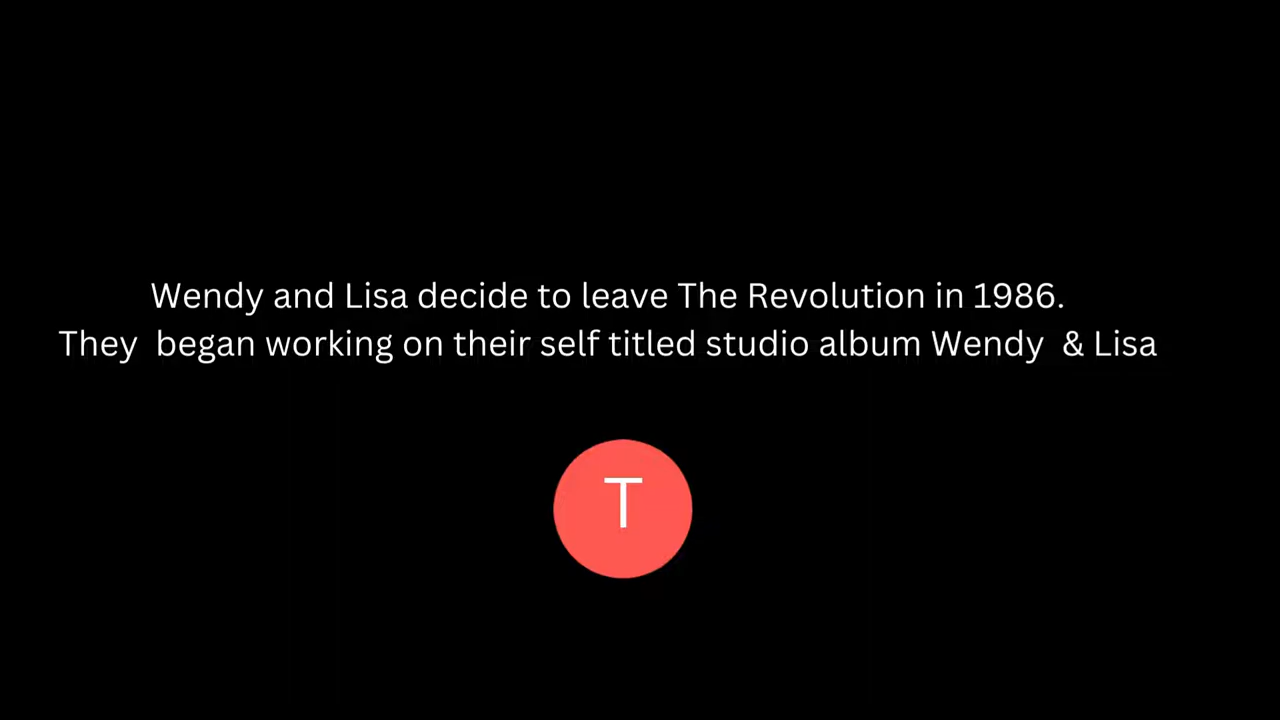 Wendy and Lisa decide to leave The Revolution in 1986.
They  began working on their self titled studio album Wendy  & Lisa
T